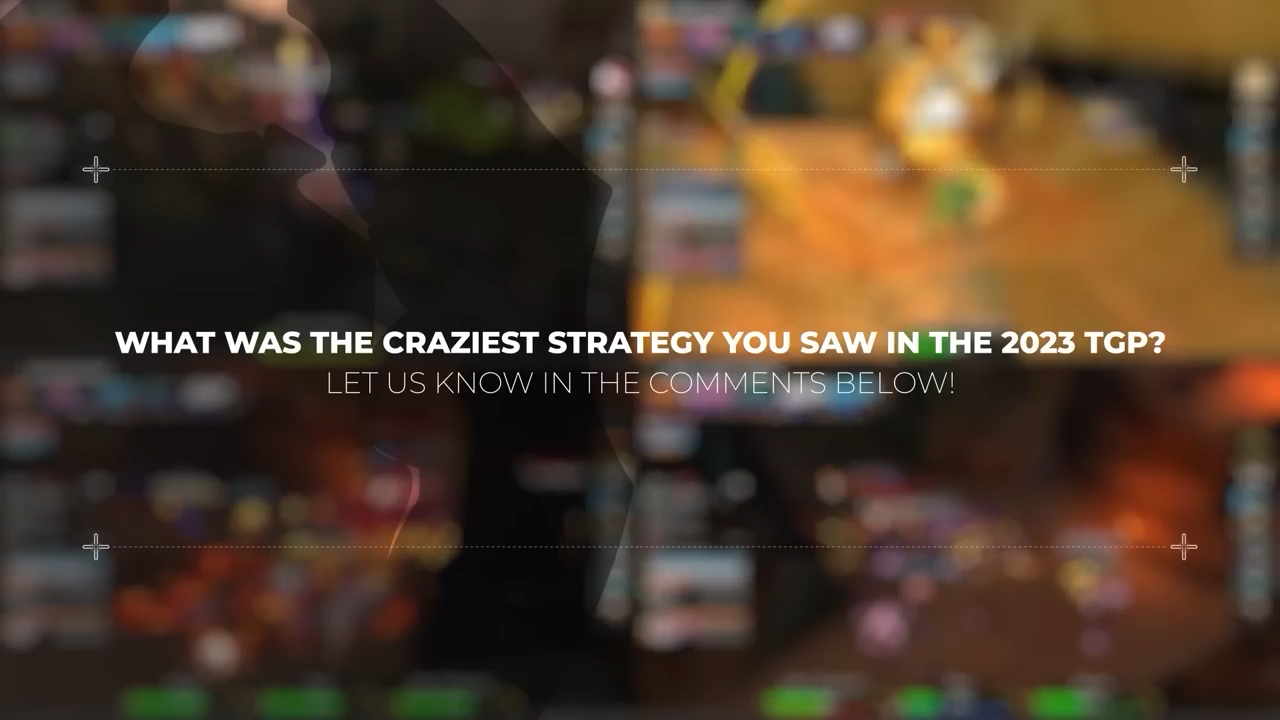 WHAT WAS THE CRAZIEST STRATEGY YOU SAW IN THE 2023 TGP?
LET US KNOW IN THE COMMENTS BELOW!